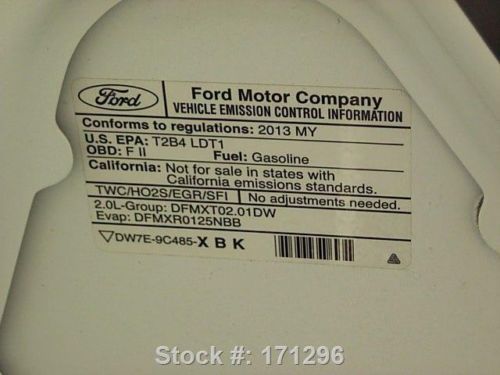 Ford
Ford Motor Company
VEHICLE EMISSION CONTROL INFORMATION
Conforms to regulations: 2013 MY
U.S. EPA: T2B4 LDT1
OBD: F II Fuel: Gasoline
California: Not for sale in states with
California emissions standards.
TWC/HO2S/EGR/SFI No adjustments needed.
2.0L-Group: DFMXT02.01DW
Evap: DFMXR0125NBB
▽DW7E-9C485-X B K
Stock #: 171296